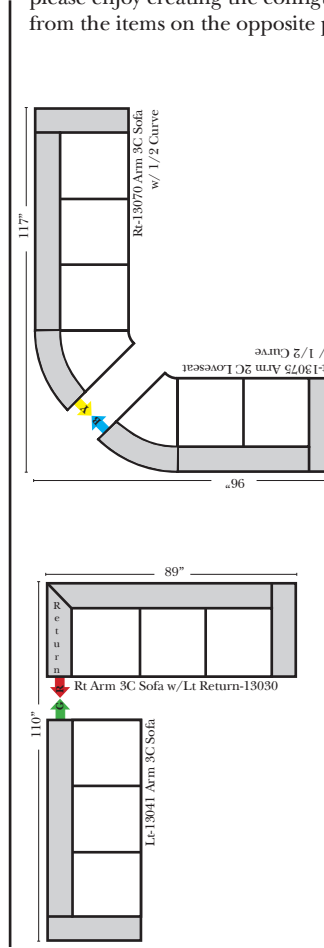 please enjoy creating the configu
from the items on the opposite p
117"
Rt-13070 Arm 3C Sofa
w/ 1/2 Curve
Y
B
t-13075 Arm 2C Loveseat
/ 1/2 Curve
96"
89"
Return
R
Rt Arm 3C Sofa w/Lt Return-13030
G
110"
Lt-13041 Arm 3C Sofa